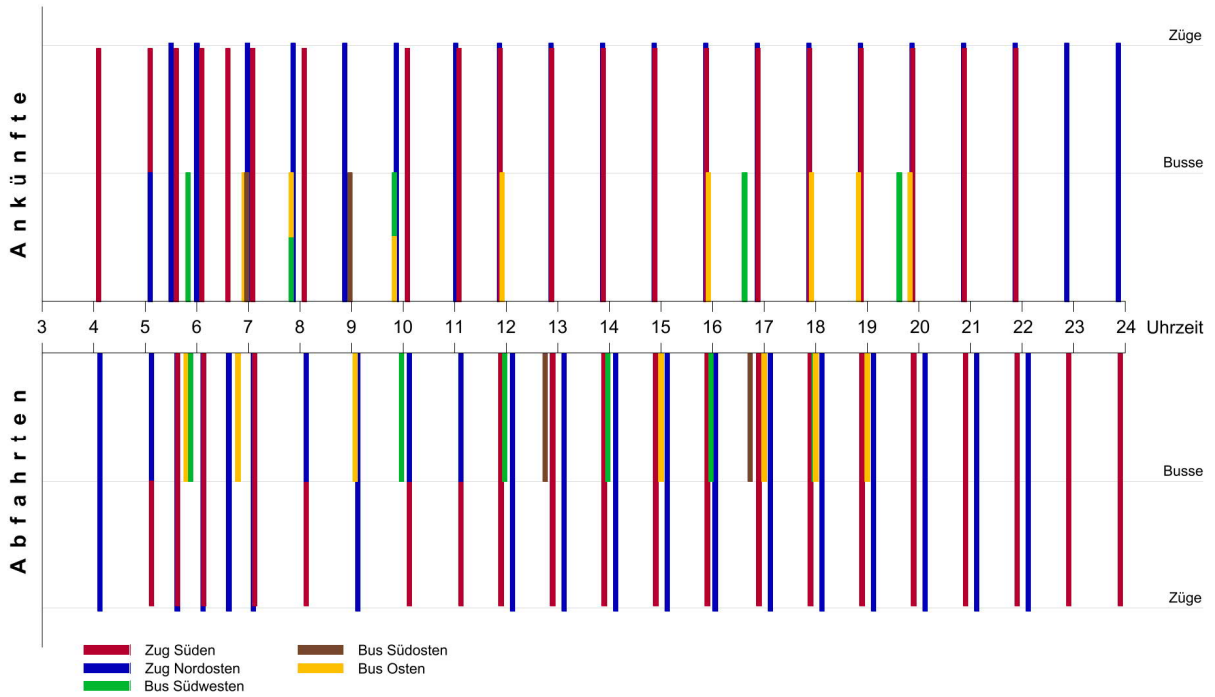 Züge
Busse
Ankünfte
3 4 5 6 7 8 9 10 11 12 13 14 15 16 17 18 19 20 21 22 23 24 Uhrzeit
Abfahrten
Busse
Züge
Zug Süden
Zug Nordosten
Bus Südwesten
Bus Südosten
Bus Osten